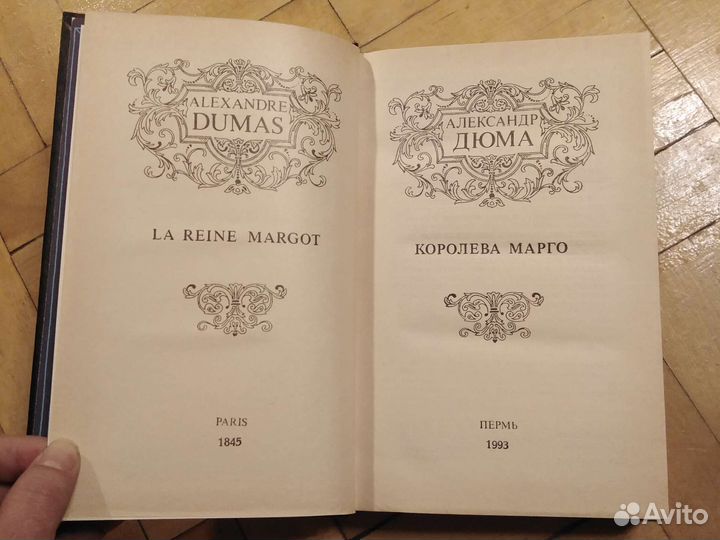 ALEXANDRE
DUMAS
LA REINE MARGOT
PARIS
1845
АЛЕКСАНДР
ДЮМА
КОРОЛЕВА МАРГО
ПЕРМЬ
1993
Avito